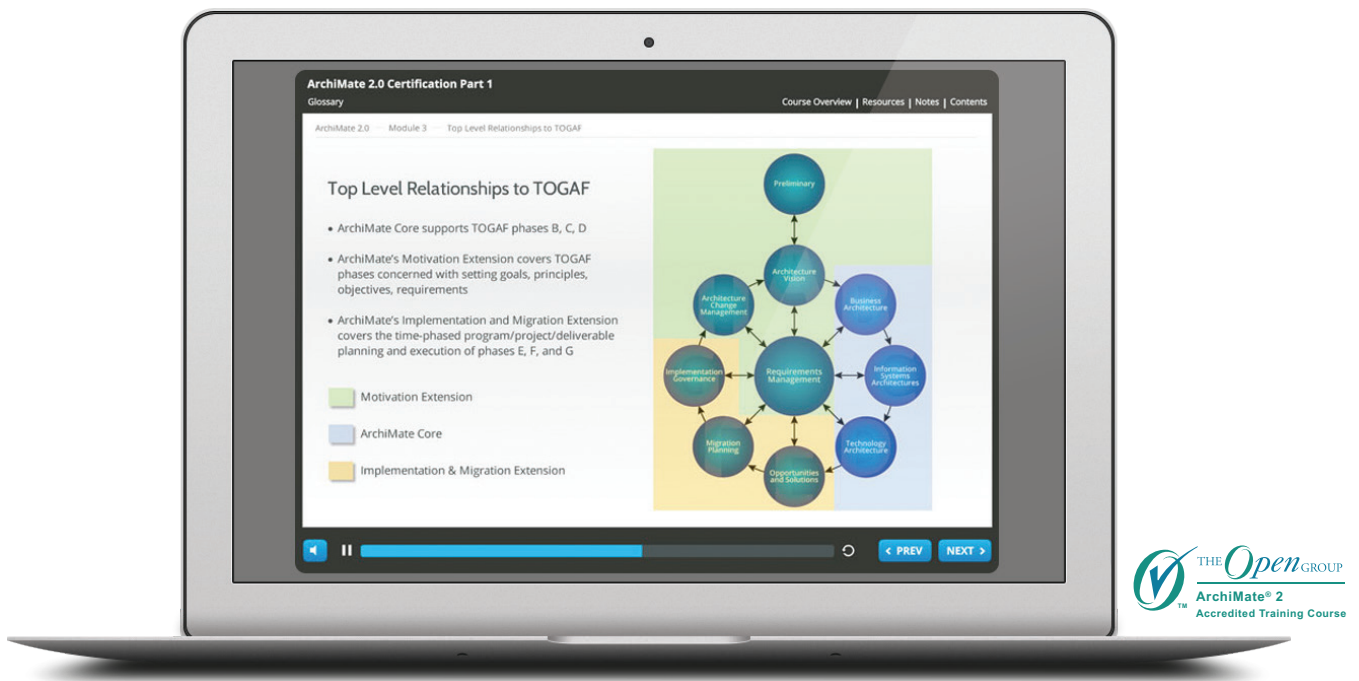 ArchiMate 2.0 Certification Part 1
Glossary
Course Overview | Resources | Notes | Contents
ArchiMate 2.0 Module 3 Top Level Relationships to TOGAF
Top Level Relationships to TOGAF
• ArchiMate Core supports TOGAF phases B, C, D
• ArchiMate's Motivation Extension covers TOGAF
phases concerned with setting goals, principles,
objectives, requirements
• ArchiMate's Implementation and Migration Extension
covers the time-phased program/project/deliverable
planning and execution of phases E, F, and G
Motivation Extension
ArchiMate Core
Implementation & Migration Extension
Preliminary
Architecture
Vision
Business
Architecture
Information
Systems
Architectures
Technology
Architecture
Opportunities
and Solutions
Migration
Planning
Implementation
Governance
Architecture
Change
Management
Requirements
Management
< PREV
NEXT >
THE Open GROUP
TM
ArchiMate® 2
Accredited Training Course